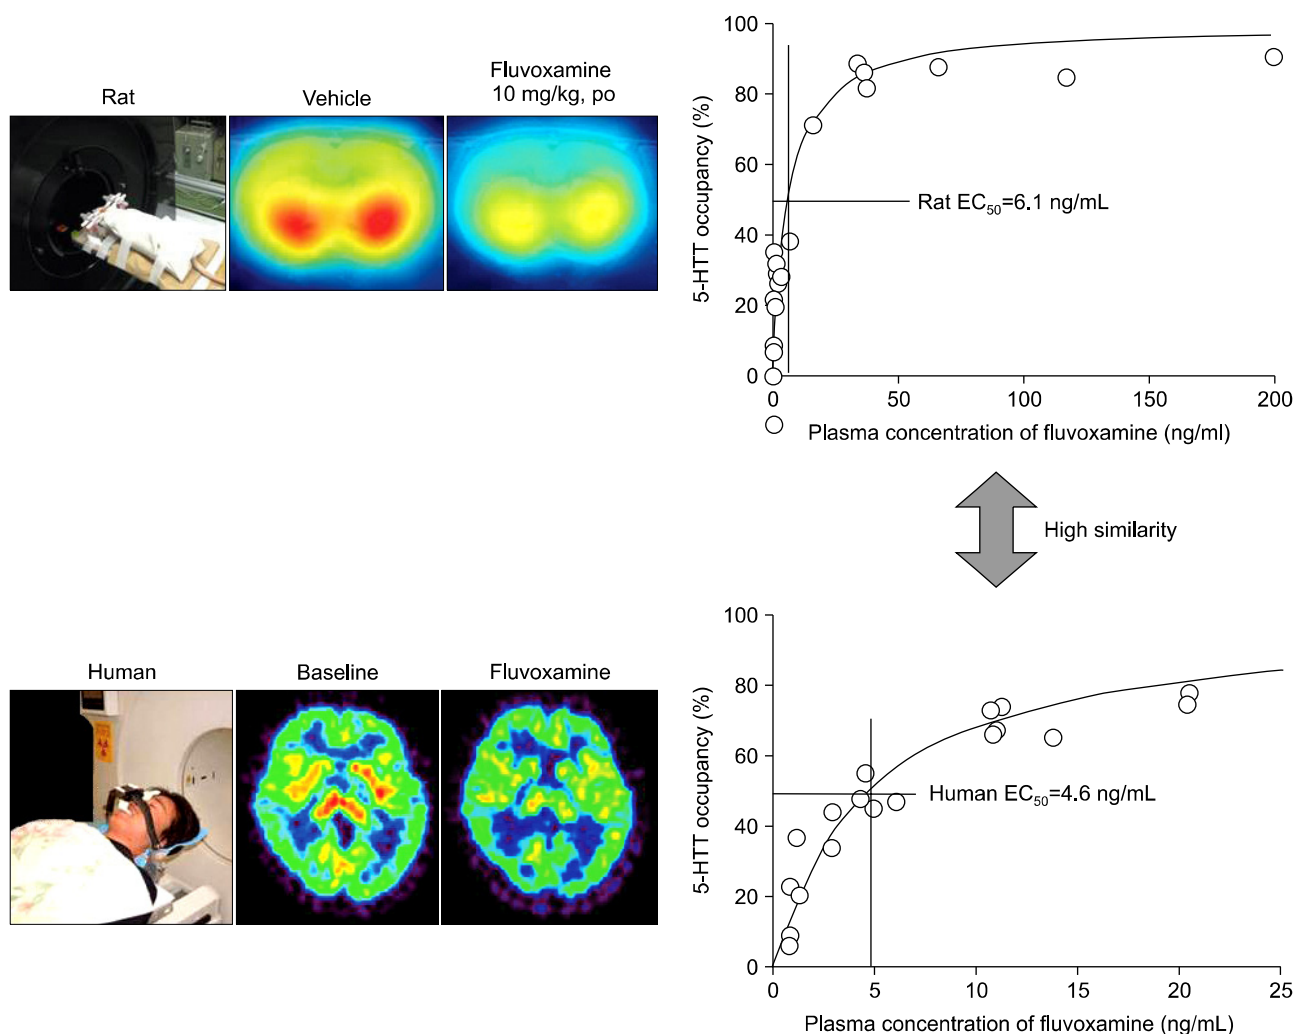 Rat
Vehicle
Fluvoxamine
10 mg/kg, po
100
80
60
40
20
0
5-HTT occupancy (%)
Rat EC₅₀=6.1 ng/mL
0 50 100 150 200
Plasma concentration of fluvoxamine (ng/ml)
High similarity
Human
Baseline
Fluvoxamine
100
80
60
40
20
0
5-HTT occupancy (%)
Human EC₅₀=4.6 ng/mL
0 5 10 15 20 25
Plasma concentration of fluvoxamine (ng/mL)